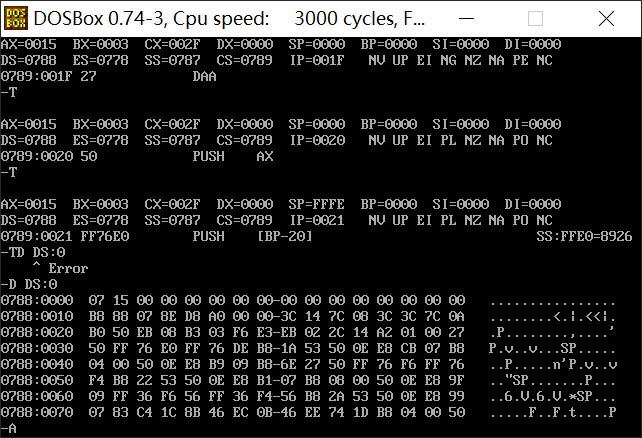 DOS BOX DOSBox 0.74-3, Cpu speed: 3000 cycles, F...
AX=0015 BX=0003 CX=002F DX=0000 SP=0000 BP=0000 SI=0000 DI=0000
DS=0788 ES=0778 SS=0787 CS=0789 IP=001F NV UP EI NG NZ NA PE NC
0789:001F 27 DAA
-T
AX=0015 BX=0003 CX=002F DX=0000 SP=0000 BP=0000 SI=0000 DI=0000
DS=0788 ES=0778 SS=0787 CS=0789 IP=0020 NV UP EI PL NZ NA PO NC
0789:0020 50 PUSH AX
-T
AX=0015 BX=0003 CX=002F DX=0000 SP=FFFE BP=0000 SI=0000 DI=0000
DS=0788 ES=0778 SS=0787 CS=0789 IP=0021 NV UP EI PL NZ NA PO NC
0789:0021 FF76E0 PUSH [BP-20] SS:FFE0=8926
-TD DS:0
^ Error
-D DS:0
0788:0000 07 15 00 00 00 00 00 00-00 00 00 00 00 00 00 00 ................
0788:0010 B8 88 07 8E D8 A0 00 00-3C 14 7C 08 3C 3C 7C 0A ........<.|.<<|.
0788:0020 B0 50 EB 08 B3 03 F6 E3-EB 02 2C 14 A2 01 00 27 .P........,....'
0788:0030 50 FF 76 E0 FF 76 DE B8-1A 53 50 0E E8 CB 07 B8 P.v..v...SP.....
0788:0040 04 00 50 0E E8 B9 09 B8-6E 27 50 FF 76 F6 FF 76 ..P.....n'P.v..v
0788:0050 F4 B8 22 53 50 0E E8 B1-07 B8 08 00 50 0E E8 9F .."SP.......P...
0788:0060 09 FF 36 F6 56 FF 36 F4-56 B8 2A 53 50 0E E8 99 ..6.V.6.V.*SP...
0788:0070 07 83 C4 1C 8B 46 EC 0B-46 EE 74 1D B8 04 00 50 .....F..F.t....P
-A